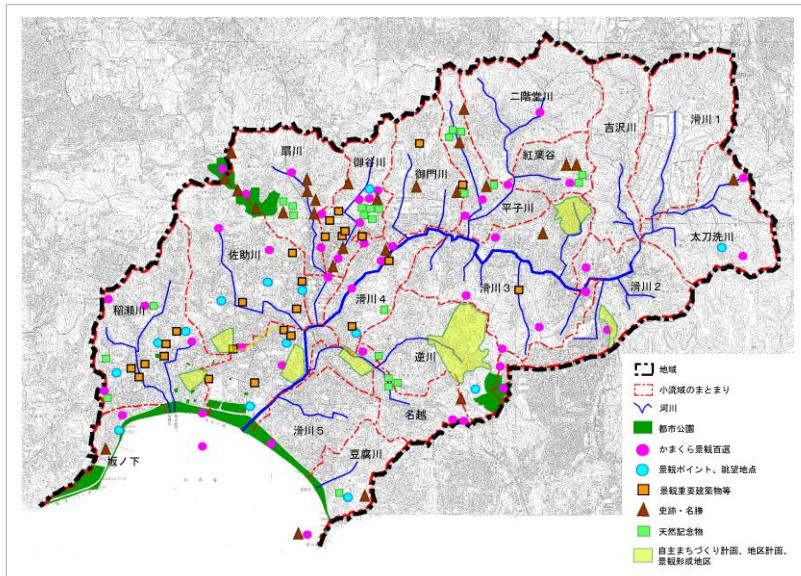 二階堂川
吉沢川
滑川1
扇川
御谷川
御門川
紅葉谷
平子川
太刀洗川
佐助川
滑川2
滑川3
滑川4
稲瀬川
逆川
名越
滑川5
豆腐川
坂ノ下
地域
小流域のまとまり
河川
都市公園
かまくら景観百選
景観ポイント、眺望地点
景観重要建築物等
史跡・名勝
天然記念物
自主まちづくり計画、地区計画、
景観形成地区